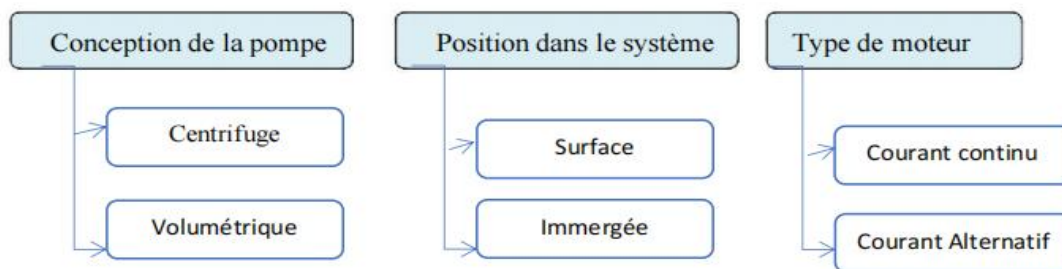 Conception de la pompe
Position dans le système
Type de moteur
Centrifuge
Surface
Courant continu
Volumétrique
Immergée
Courant Alternatif